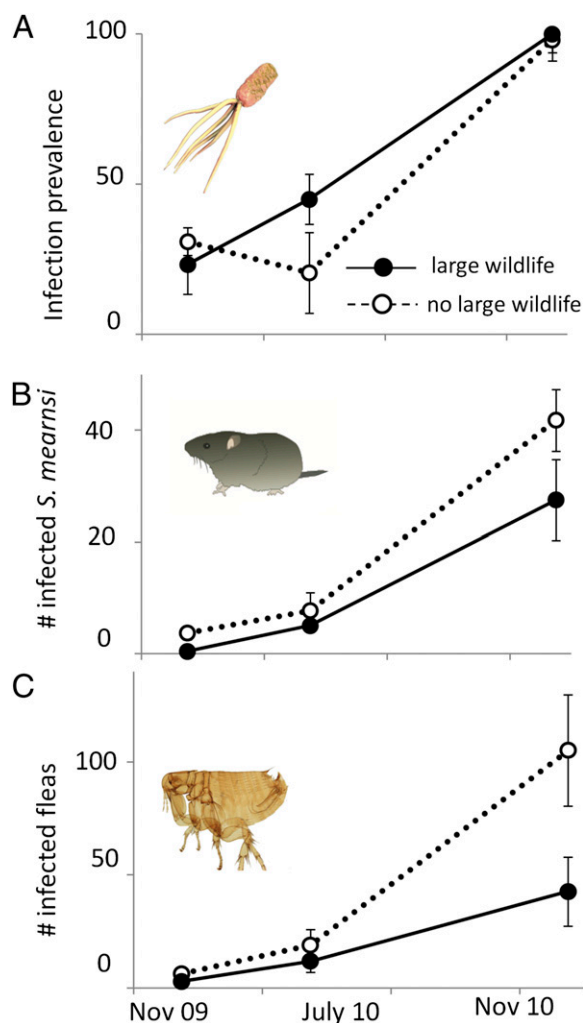 A
Infection prevalence
100
50
0
large wildlife
no large wildlife
B
# infected S. mearnsi
40
20
0
C
# infected fleas
100
50
0
Nov 09
July 10
Nov 10